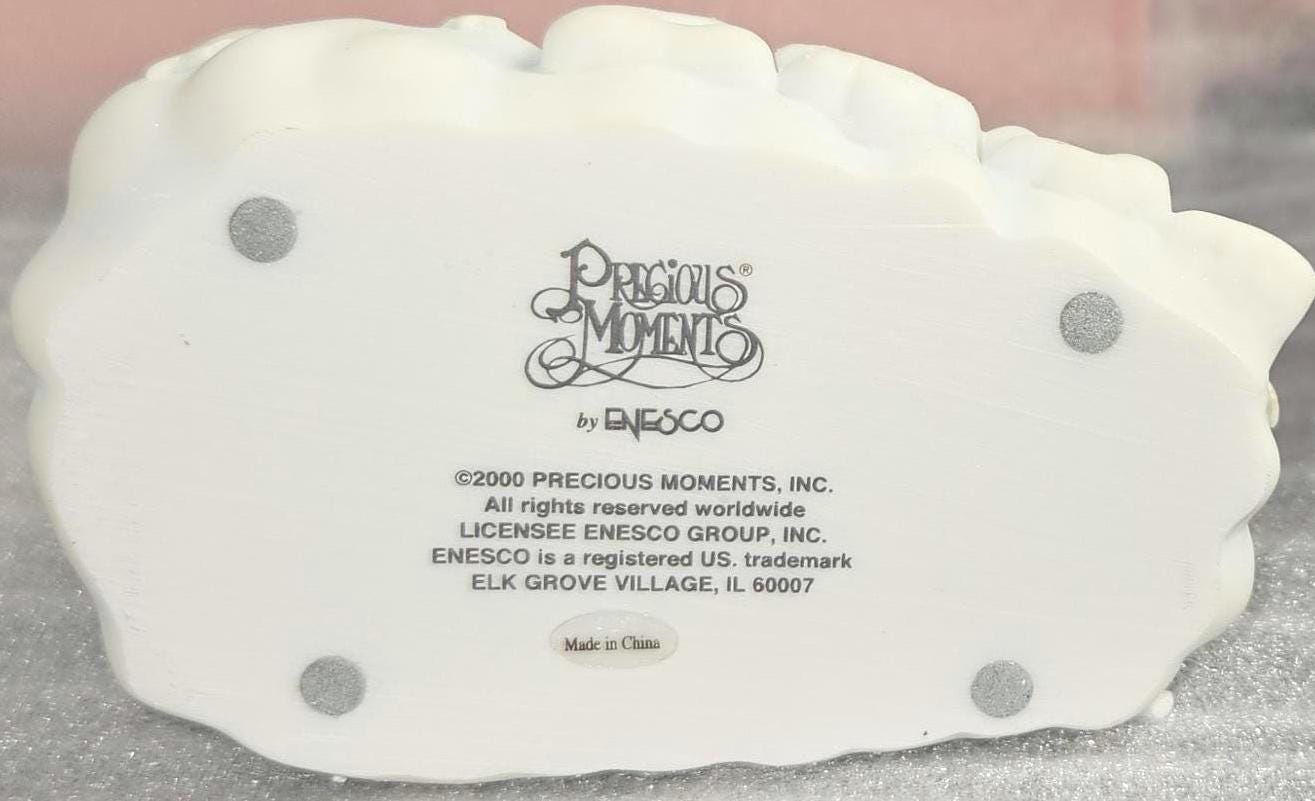 PRECIOUS®
MOMENTS
by ENESCO
©2000 PRECIOUS MOMENTS, INC.
All rights reserved worldwide
LICENSEE ENESCO GROUP, INC.
ENESCO is a registered US. trademark
ELK GROVE VILLAGE, IL 60007
Made in China